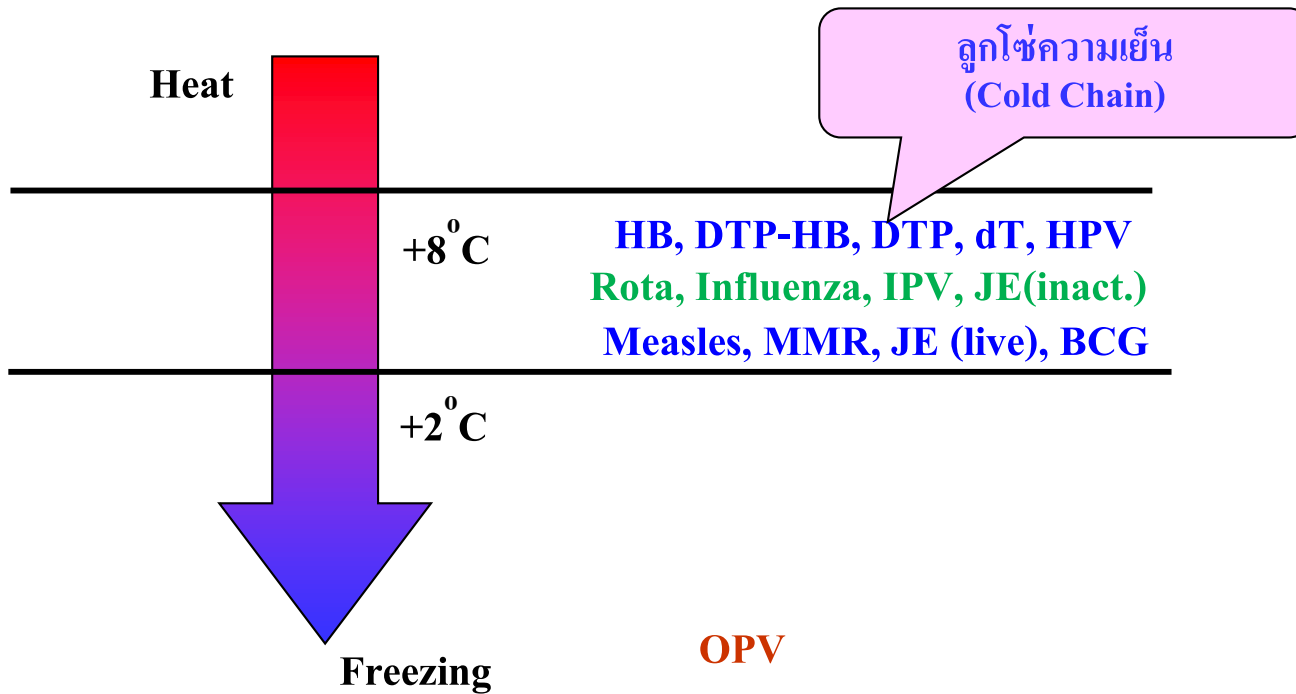 ลูกโซ่ความเย็น
(Cold Chain)
Heat
+8°C
HB, DTP-HB, DTP, dT, HPV
Rota, Influenza, IPV, JE(inact.)
Measles, MMR, JE (live), BCG
+2°C
OPV
Freezing